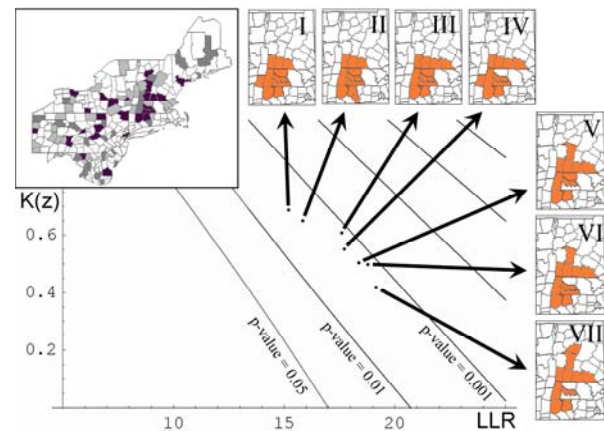 I
II
III
IV
V
VI
VII
K(z)
0.6
0.4
0.2
p-value = 0.05
p-value = 0.01
p-value = 0.001
10
15
20
LLR